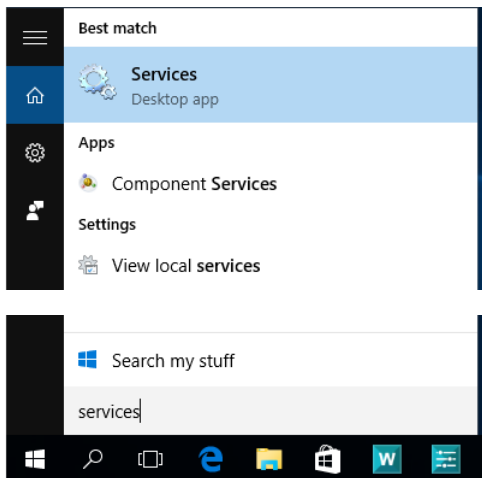 Best match
Services
Desktop app
Apps
Component Services
Settings
View local services
Search my stuff
services
W